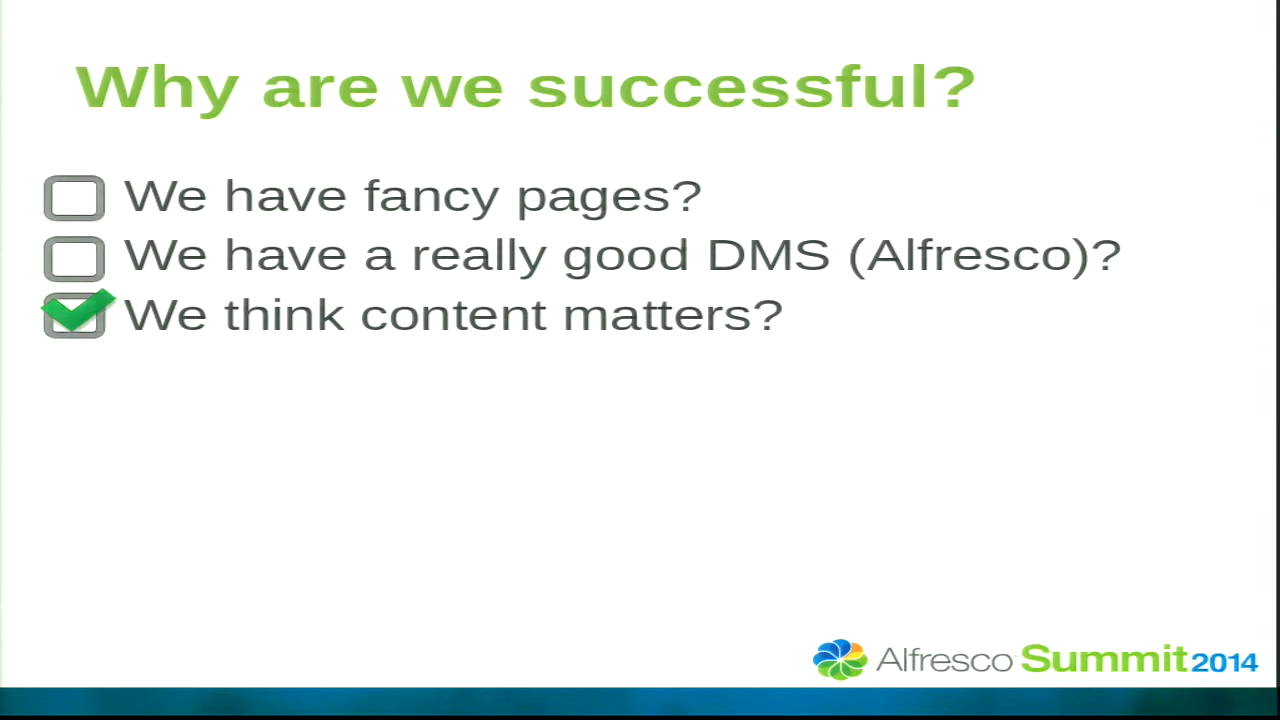 Why are we successful?
We have fancy pages?
We have a really good DMS (Alfresco)?
We think content matters?
Alfresco Summit 2014